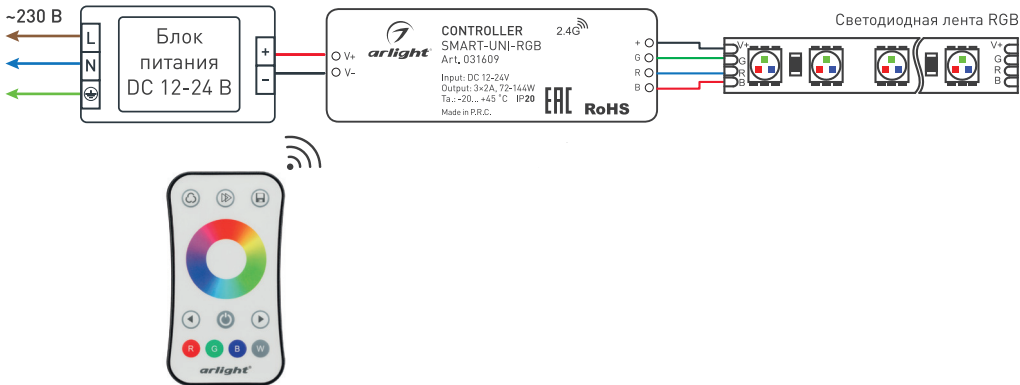 ~230 В
L
N
Блок
питания
DC 12-24 В
+
−
V+
V−
arlight®
CONTROLLER
SMART-UNI-RGB
Art. 031609
2.4G
Input: DC 12-24V
Output: 3×2A, 72-144W
Ta.: -20... +45 °C IP20
Made in P.R.C.
EAC
RoHS
+
G
R
B
Светодиодная лента RGB
V+
G
R
B
V+
G
R
B
R
G
B
W
arlight®